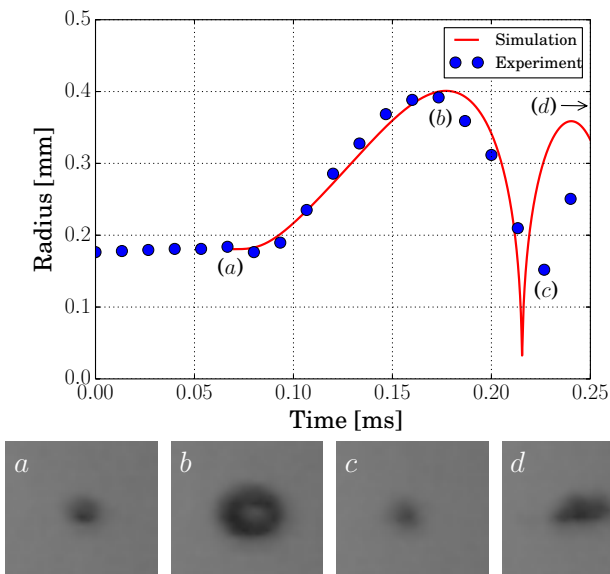 Simulation
Experiment
0.5
0.4
0.3
0.2
0.1
0.0
Radius [mm]
(a)
(b)
(c)
(d)
0.00
0.05
0.10
0.15
0.20
0.25
Time [ms]
a
b
c
d